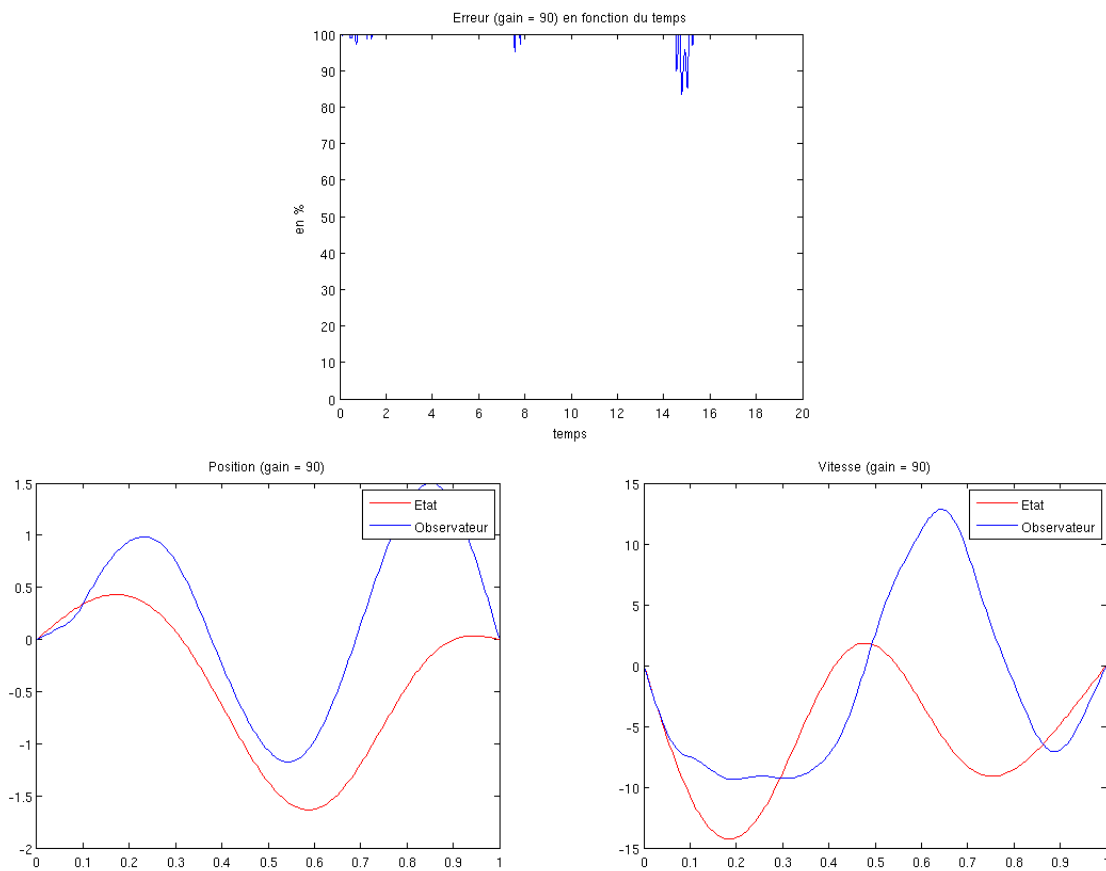 Erreur (gain = 90) en fonction du temps
100
90
80
70
60
50
40
30
20
10
0
en %
0 2 4 6 8 10 12 14 16 18 20
temps
Position (gain = 90)
1.5
1
0.5
0
-0.5
-1
-1.5
-2
Etat
Observateur
0 0.1 0.2 0.3 0.4 0.5 0.6 0.7 0.8 0.9 1
Vitesse (gain = 90)
15
10
5
0
-5
-10
-15
Etat
Observateur
0 0.1 0.2 0.3 0.4 0.5 0.6 0.7 0.8 0.9 1